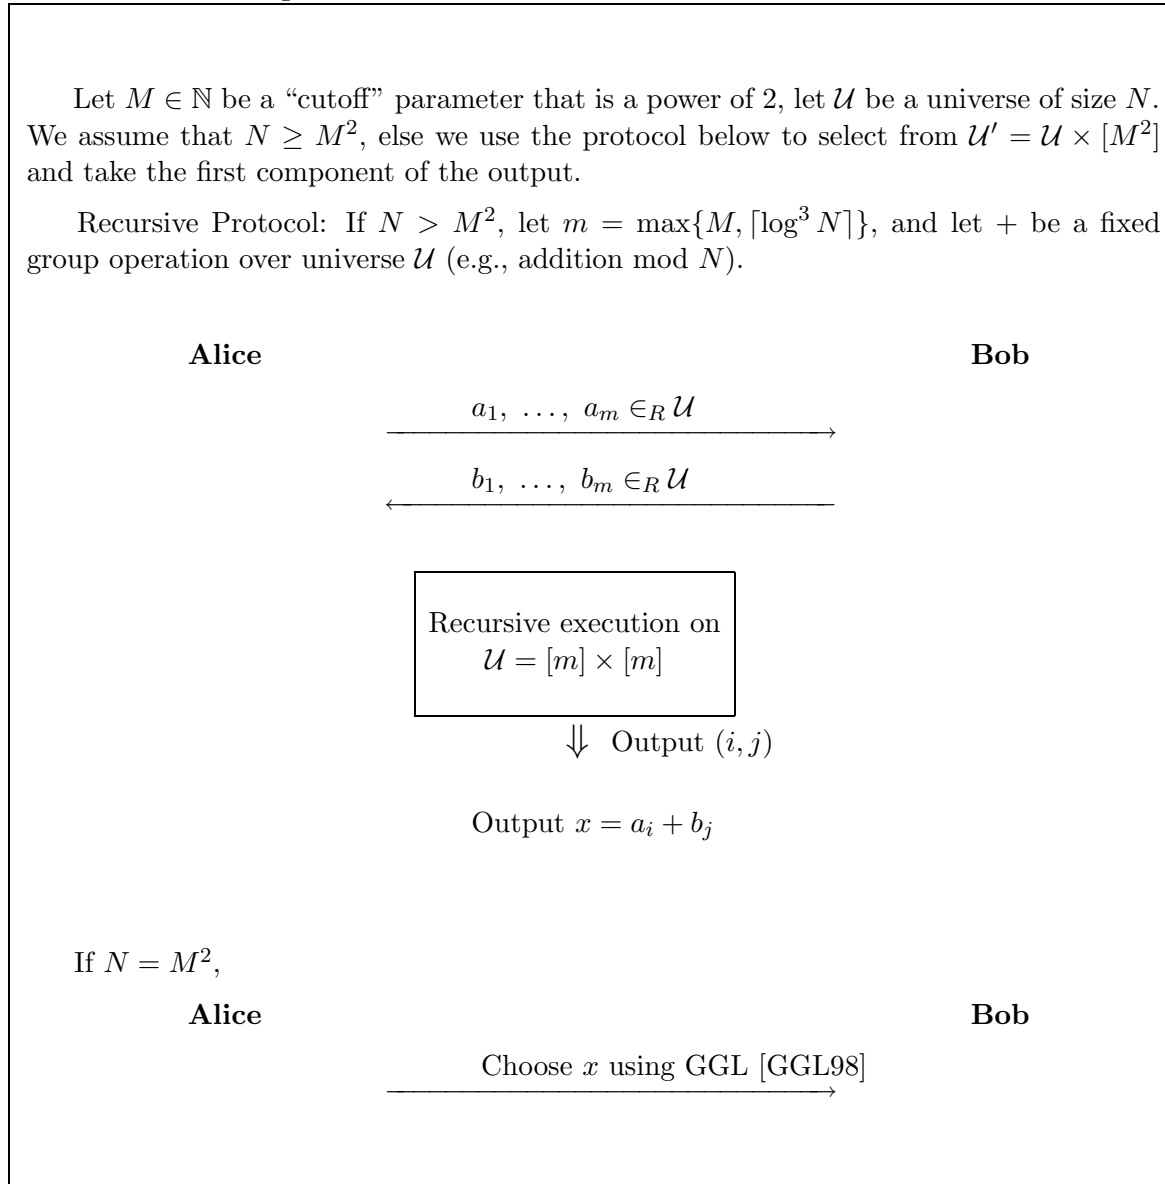 Let M ∈ ℕ be a “cutoff” parameter that is a power of 2, let 𝒰 be a universe of size N.
We assume that N ≥ M², else we use the protocol below to select from 𝒰′ = 𝒰 × [M²]
and take the first component of the output.
Recursive Protocol: If N > M², let m = max{M, ⌈log³ N⌉}, and let + be a fixed
group operation over universe 𝒰 (e.g., addition mod N).
Alice Bob
a₁, …, aₘ ∈_R 𝒰
b₁, …, bₘ ∈_R 𝒰
Recursive execution on
𝒰 = [m] × [m]
⇓ Output (i, j)
Output x = aᵢ + bⱼ
If N = M²,
Alice Bob
Choose x using GGL [GGL98]